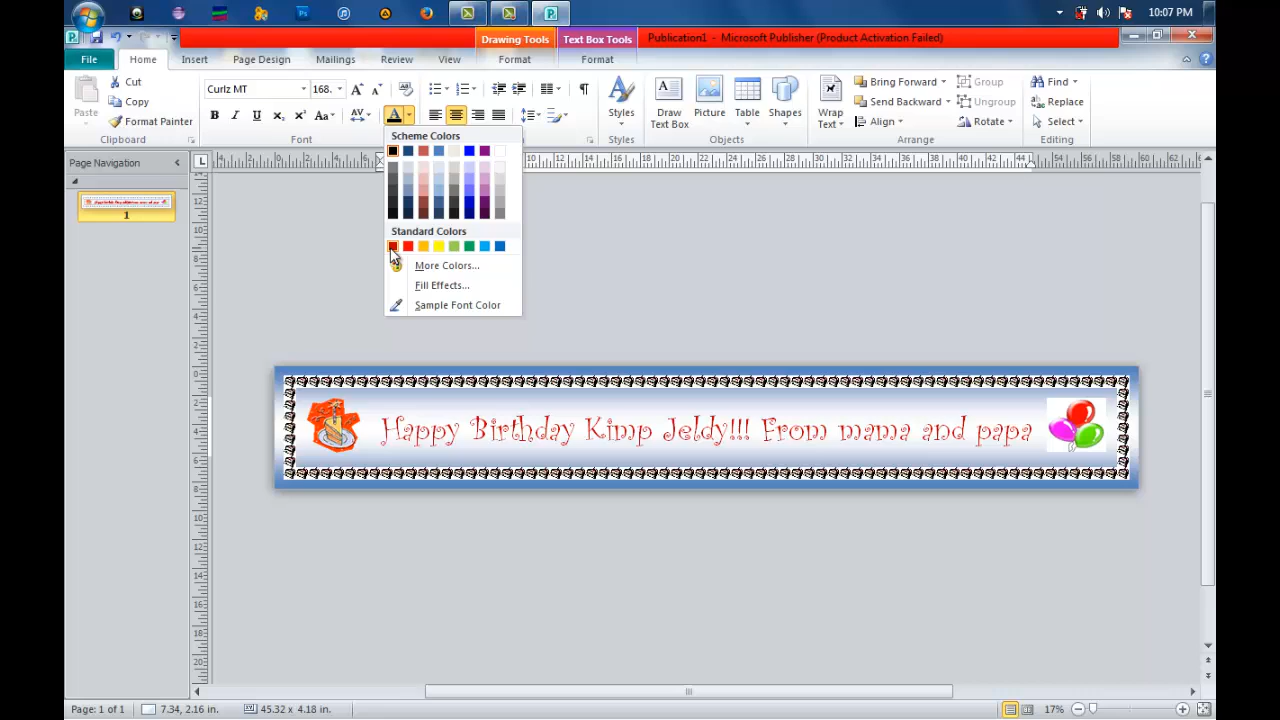 10:07 PM
Drawing Tools
Text Box Tools
Publication1 - Microsoft Publisher (Product Activation Failed)
File Home Insert Page Design Mailings Review View Format Format
Paste
Cut
Copy
Format Painter
Clipboard
Curlz MT 168.
B I U
Font
Styles
Styles
Draw Text Box
Picture
Table
Shapes
Objects
Wrap Text
Bring Forward
Send Backward
Align
Group
Ungroup
Rotate
Arrange
Find
Replace
Select
Editing
Page Navigation
1
Scheme Colors
Standard Colors
More Colors...
Fill Effects...
Sample Font Color
Happy Birthday Kimp Jeldy!!! From mama and papa
Page: 1 of 1 7.34, 2.16 in. 45.32 x 4.18 in. 17%